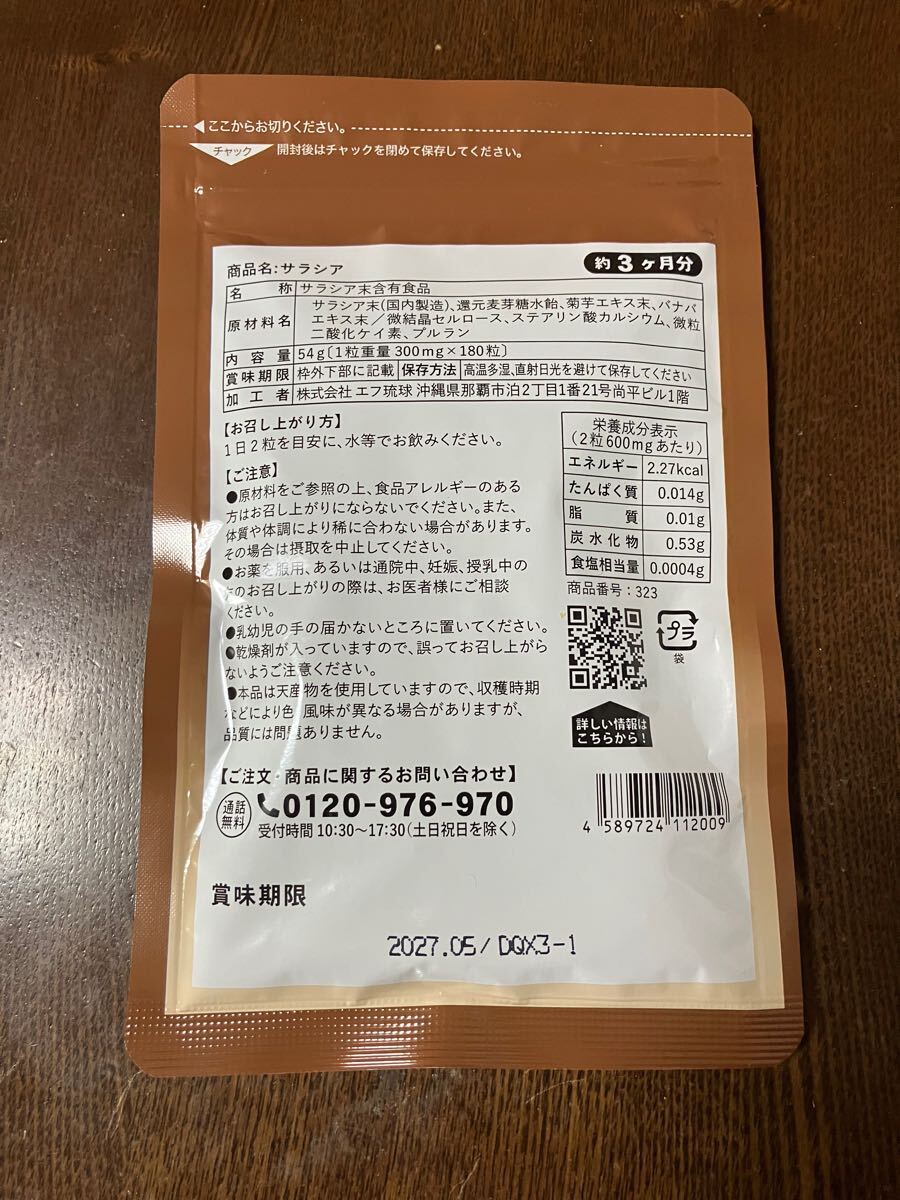 ◀ここからお切りください。
チャック 開封後はチャックを閉めて保存してください。
商品名:サラシア
約3ヶ月分
名称 サラシア末含有食品
原材料名 サラシア末(国内製造)、還元麦芽糖水飴、菊芋エキス末、バナバ
エキス末／微結晶セルロース、ステアリン酸カルシウム、微粒
二酸化ケイ素、プルラン
内容量 54g〔1粒重量 300mg×180粒〕
賞味期限 枠外下部に記載 保存方法 高温多湿、直射日光を避けて保存してください
加工者 株式会社 エフ琉球 沖縄県那覇市泊2丁目1番21号尚平ビル1階
【お召し上がり方】
1日2粒を目安に、水等でお飲みください。
【ご注意】
●原材料をご参照の上、食品アレルギーのある
方はお召し上がりにならないでください。また、
体質や体調により稀に合わない場合があります。
その場合は摂取を中止してください。
●お薬を服用、あるいは通院中、妊娠、授乳中の
方のお召し上がりの際は、お医者様にご相談
ください。
●乳幼児の手の届かないところに置いてください。
●乾燥剤が入っていますので、誤ってお召し上がら
ないようご注意ください。
●本品は天産物を使用していますので、収穫時期
などにより色、風味が異なる場合がありますが、
品質には問題ありません。
栄養成分表示
(2粒600mgあたり)
エネルギー 2.27kcal
たんぱく質 0.014g
脂質 0.01g
炭水化物 0.53g
食塩相当量 0.0004g
商品番号：323
プラ
袋
詳しい情報は
こちらから！
【ご注文・商品に関するお問い合わせ】
通話
無料
0120-976-970
受付時間 10:30～17:30(土日祝日を除く)
4 589724 112009
賞味期限
2027.05/DQX3-1